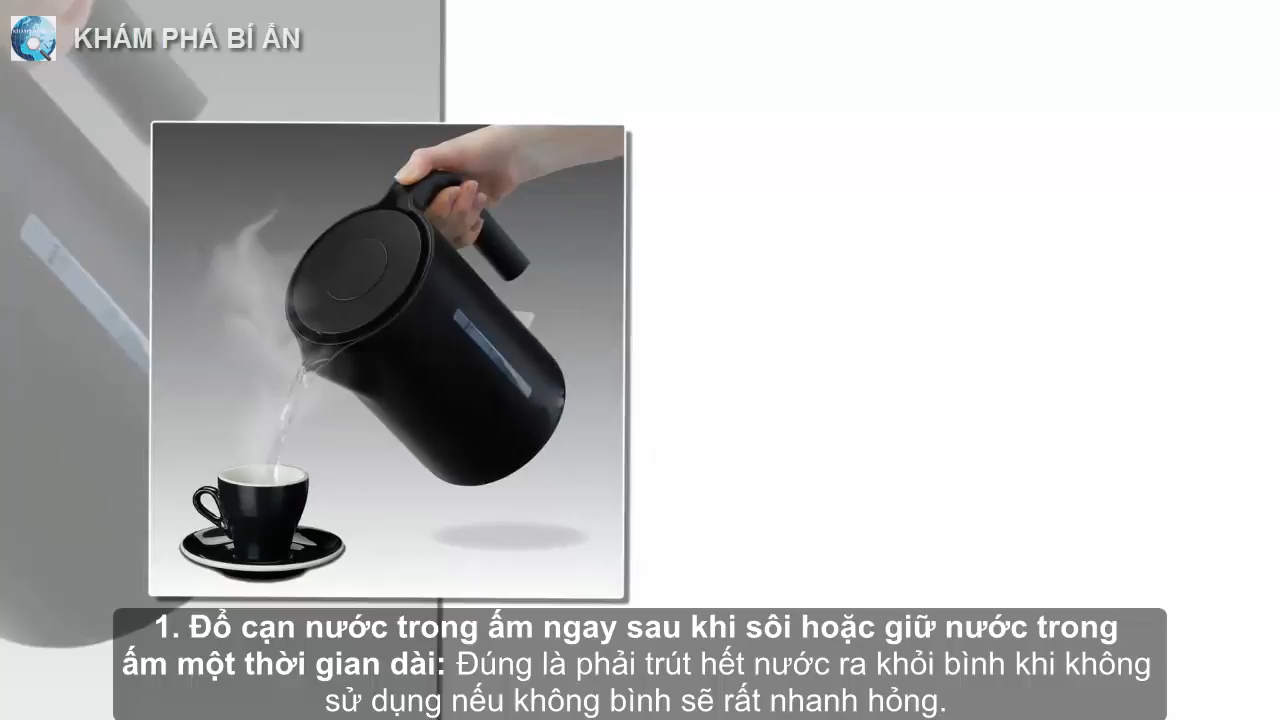 KHÁM PHÁ BÍ ẨN
1. Đổ cạn nước trong ấm ngay sau khi sôi hoặc giữ nước trong
ấm một thời gian dài: Đúng là phải trút hết nước ra khỏi bình khi không
sử dụng nếu không bình sẽ rất nhanh hỏng.